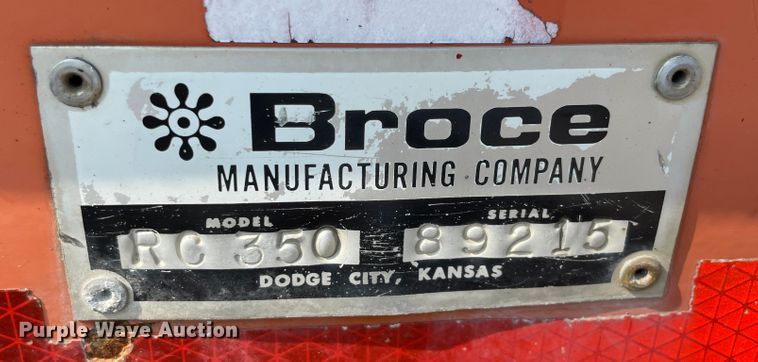 Broce
MANUFACTURING COMPANY
MODEL SERIAL
RC 350 89215
DODGE CITY, KANSAS
Purple Wave Auction